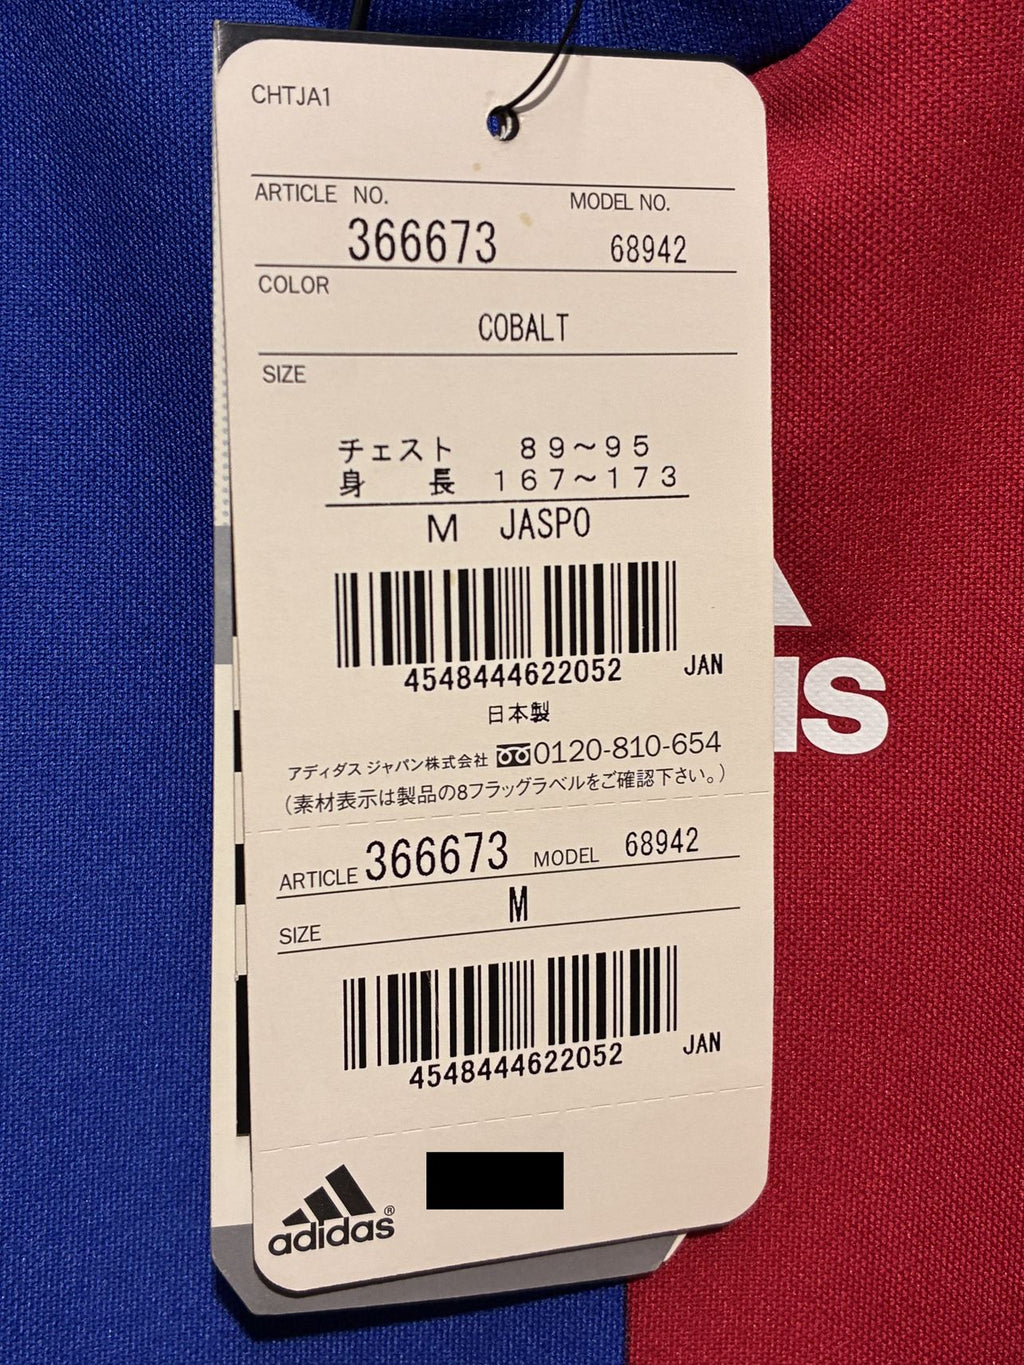 CHTJA1
ARTICLE NO. MODEL NO.
366673 68942
COLOR
COBALT
SIZE
チェスト 89～95
身長 167～173
M JASPO
4548444622052 JAN
日本製
アディダス ジャパン株式会社 0120-810-654
(素材表示は製品の8フラッグラベルをご確認下さい。)
ARTICLE 366673 MODEL 68942
SIZE M
4548444622052 JAN
adidas®